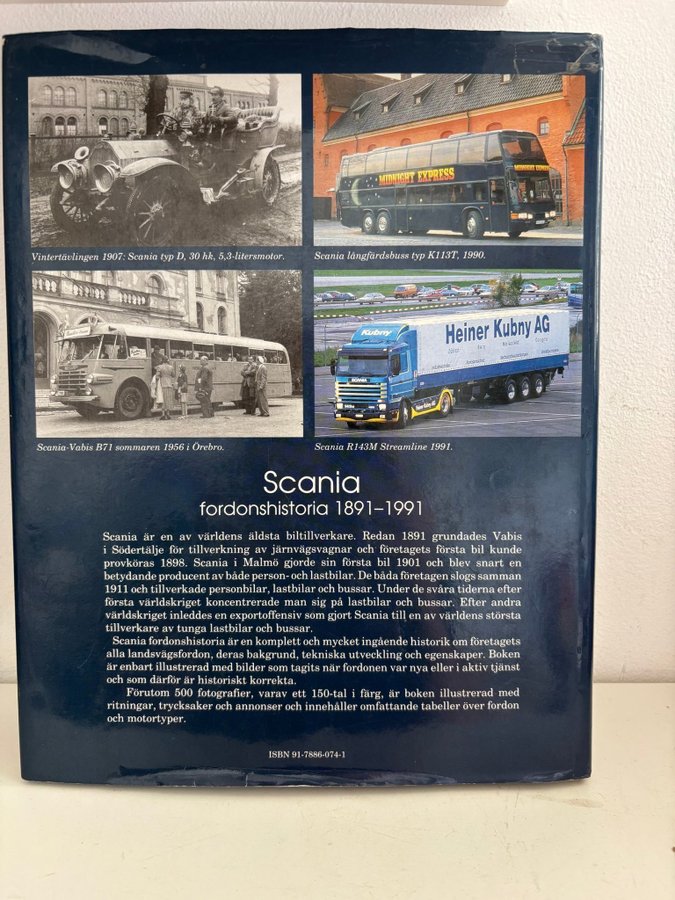 MIDNIGHT EXPRESS
MIDNIGHT EXPRESS
Vintertävlingen 1907: Scania typ D, 30 hk, 5,3-litersmotor.
Scania långfärdsbuss typ K113T, 1990.
Kubny
Heiner Kubny AG
SCANIA
Scania-Vabis B71 sommaren 1956 i Örebro.
Scania R143M Streamline 1991.
Scania
fordonshistoria 1891–1991
Scania är en av världens äldsta biltillverkare. Redan 1891 grundades Vabis
i Södertälje för tillverkning av järnvägsvagnar och företagets första bil kunde
provköras 1898. Scania i Malmö gjorde sin första bil 1901 och blev snart en
betydande producent av både person- och lastbilar. De båda företagen slogs samman
1911 och tillverkade personbilar, lastbilar och bussar. Under de svåra tiderna efter
första världskriget koncentrerade man sig på lastbilar och bussar. Efter andra
världskriget inleddes en exportoffensiv som gjort Scania till en av världens största
tillverkare av tunga lastbilar och bussar.
Scania fordonshistoria är en komplett och mycket ingående historik om företagets
alla landsvägsfordon, deras bakgrund, tekniska utveckling och egenskaper. Boken
är enbart illustrerad med bilder som tagits när fordonen var nya eller i aktiv tjänst
och som därför är historiskt korrekta.
Förutom 500 fotografier, varav ett 150-tal i färg, är boken illustrerad med
ritningar, trycksaker och annonser och innehåller omfattande tabeller över fordon
och motortyper.
ISBN 91-7886-074-1